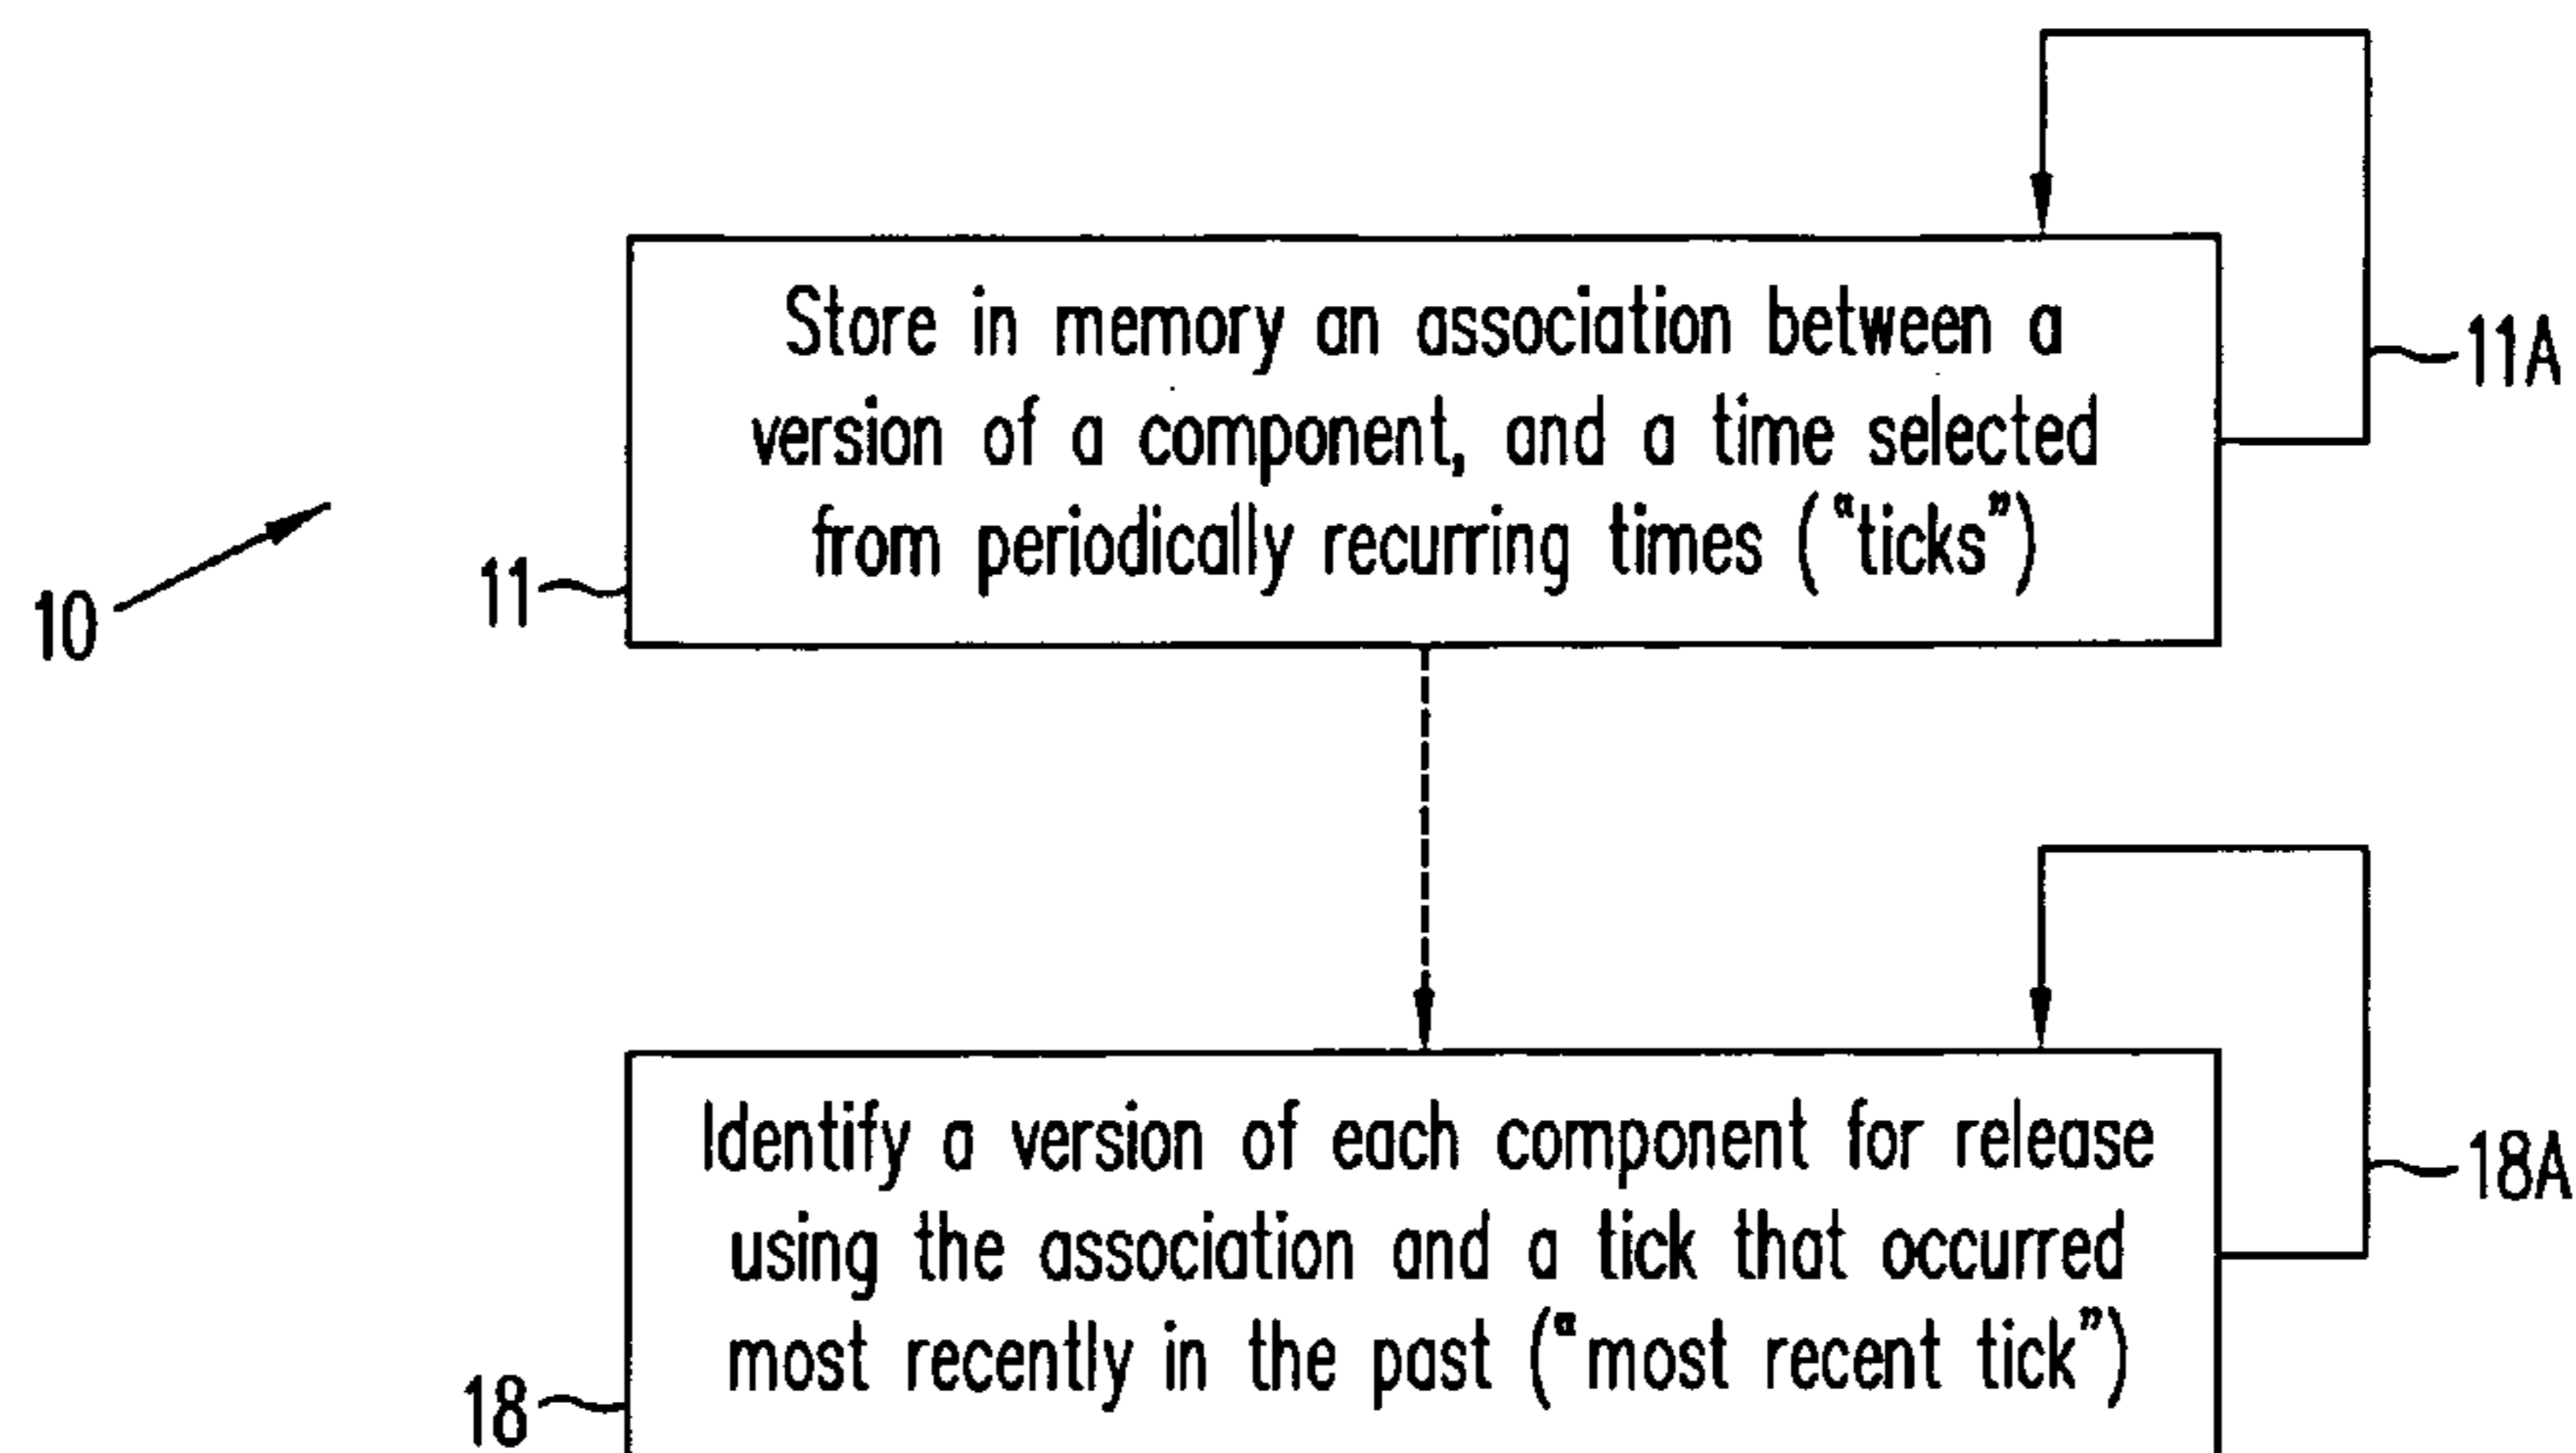 Store in memory an association between a
version of a component, and a time selected
from periodically recurring times ("ticks")
11A
10
11
Identify a version of each component for release
using the association and a tick that occurred
most recently in the past ("most recent tick")
18A
18